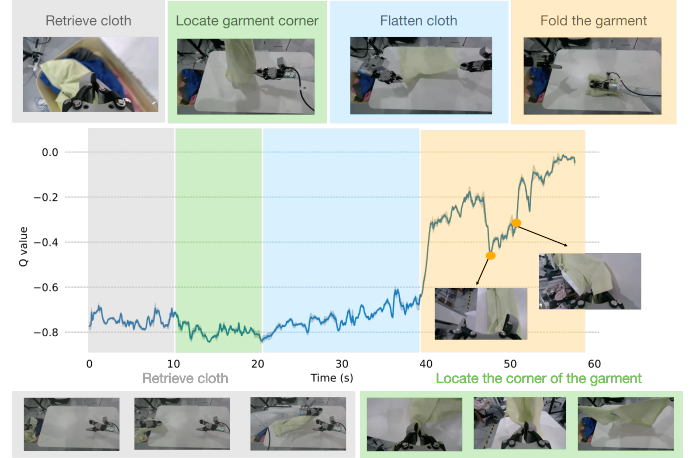 Retrieve cloth
Locate garment corner
Flatten cloth
Fold the garment
0.0
−0.2
−0.4
−0.6
−0.8
Q value
0
10
20
30
40
50
60
Time (s)
Retrieve cloth
Locate the corner of the garment